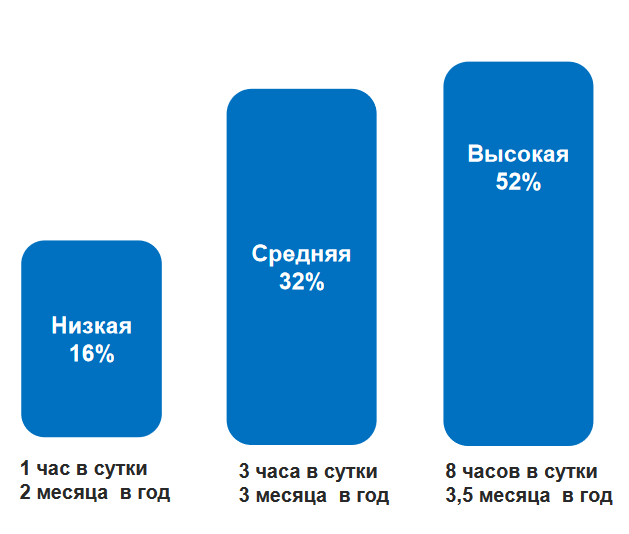 Низкая
16%
1 час в сутки
2 месяца в год
Средняя
32%
3 часа в сутки
3 месяца в год
Высокая
52%
8 часов в сутки
3,5 месяца в год